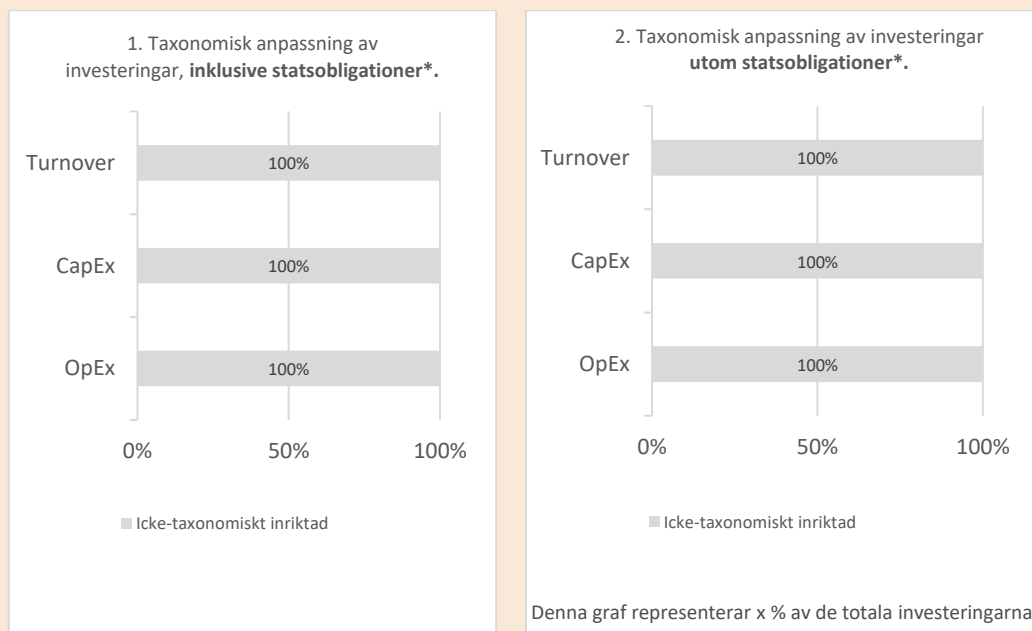 1. Taxonomisk anpassning av
investeringar, inklusive statsobligationer*.
Turnover
100%
CapEx
100%
OpEx
100%
0%
50%
100%
Icke-taxonomiskt inriktad
2. Taxonomisk anpassning av investeringar
utom statsobligationer*.
Turnover
100%
CapEx
100%
OpEx
100%
0%
50%
100%
Icke-taxonomiskt inriktad
Denna graf representerar x % av de totala investeringarna